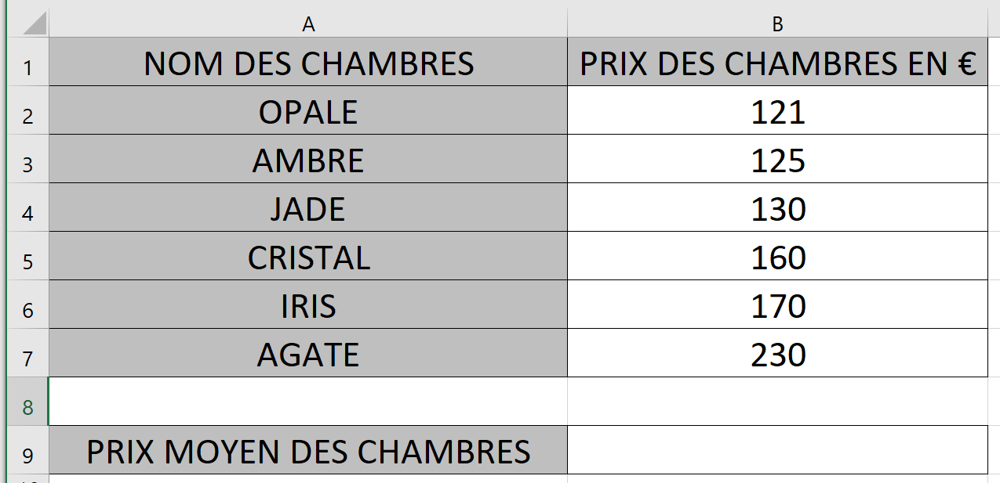 A B
1 NOM DES CHAMBRES PRIX DES CHAMBRES EN €
2 OPALE 121
3 AMBRE 125
4 JADE 130
5 CRISTAL 160
6 IRIS 170
7 AGATE 230
8
9 PRIX MOYEN DES CHAMBRES